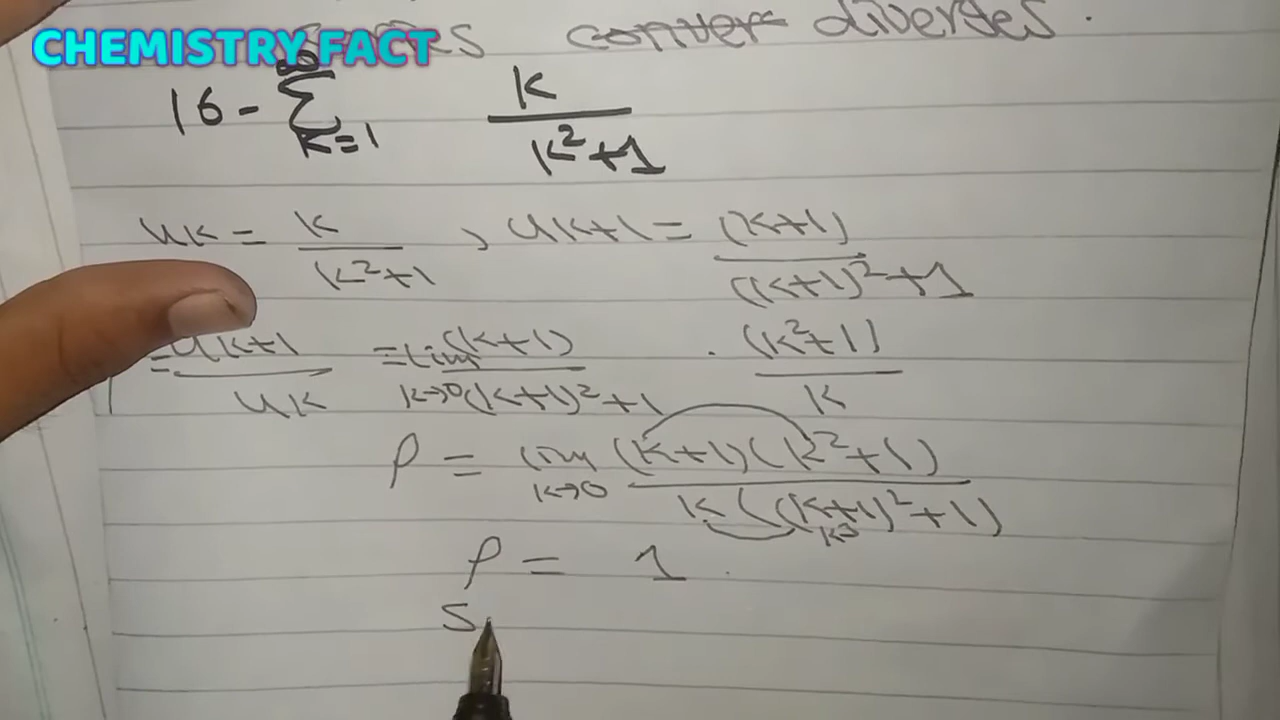 CHEMISTRY FACT
diverges.
16 - ∞ Σ K=1 K / K²+1
uK = K / K²+1 , uK+1 = (K+1) / (K+1)²+1
= uK+1 / uK = lim K→0 (K+1) / (K+1)²+1 . (K²+1) / K
ρ = lim K→0 (K+1)(K²+1) / K((K+1)²+1)
K³
ρ = 1 .
S